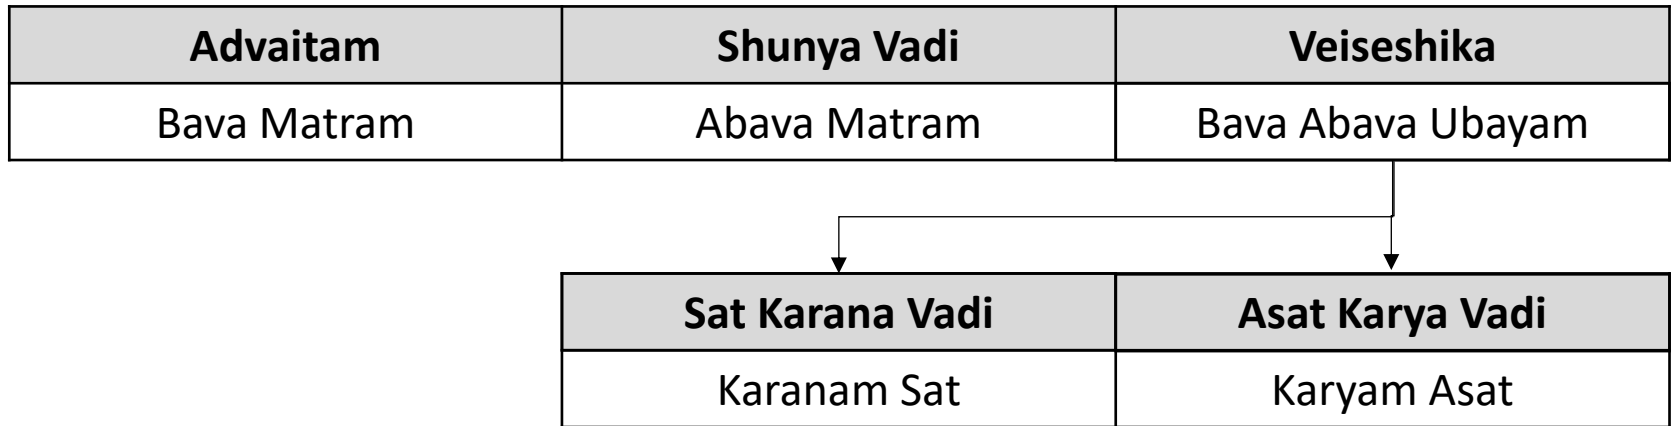 Advaitam Shunya Vadi Veiseshika
Bava Matram Abava Matram Bava Abava Ubayam
Sat Karana Vadi Asat Karya Vadi
Karanam Sat Karyam Asat